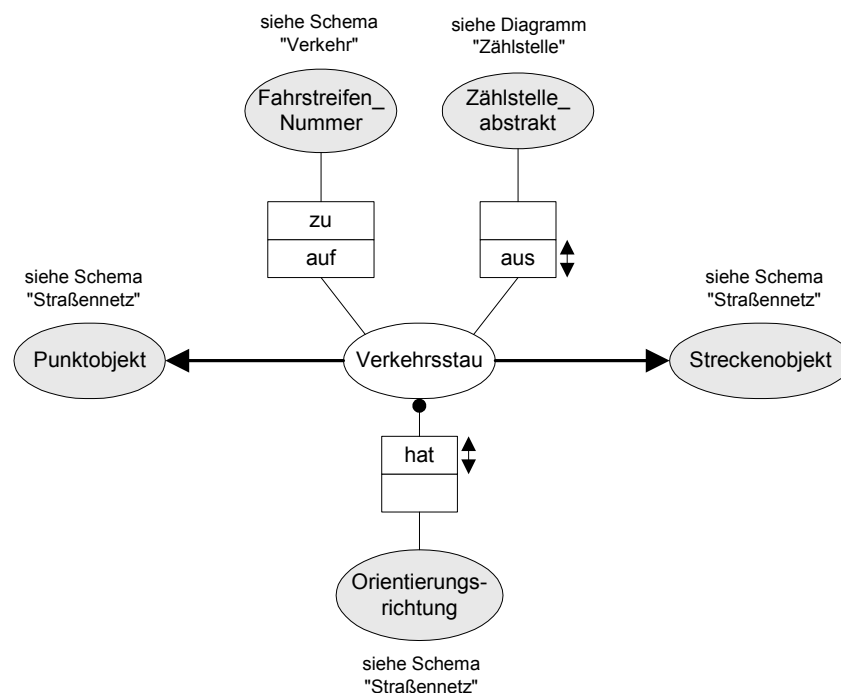 siehe Schema
"Verkehr"
siehe Diagramm
"Zählstelle"
Fahrstreifen_
Nummer
Zählstelle_
abstrakt
zu
auf
aus
siehe Schema
"Straßennetz"
siehe Schema
"Straßennetz"
Punktobjekt
Verkehrsstau
Streckenobjekt
hat
Orientierungs-
richtung
siehe Schema
"Straßennetz"